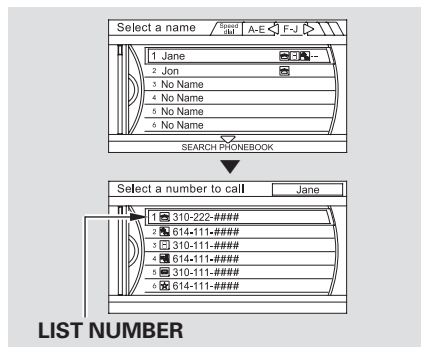 Select a name Speed dial A-E F-J
1 Jane
2 Jon
3 No Name
4 No Name
5 No Name
6 No Name
SEARCH PHONEBOOK
Select a number to call Jane
1 310-222-####
2 614-111-####
3 310-111-####
4 614-111-####
5 310-111-####
6 614-111-####
LIST NUMBER